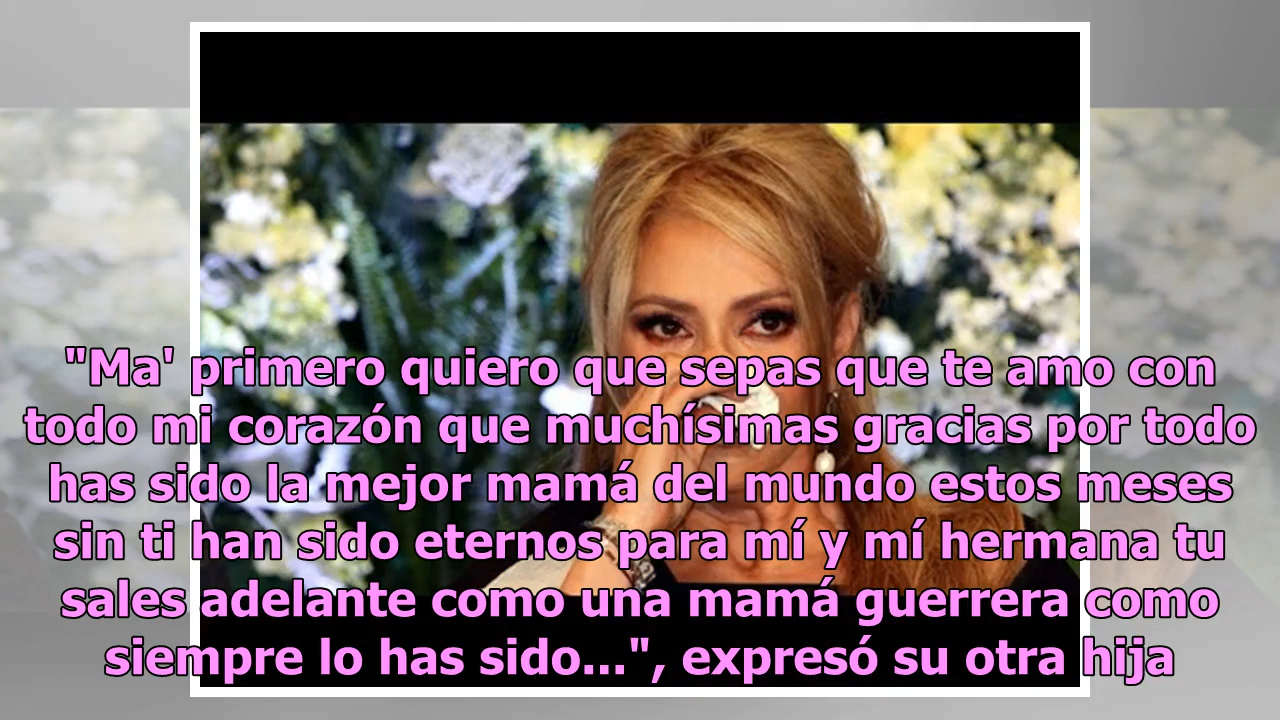 "Ma' primero quiero que sepas que te amo con
todo mi corazón que muchísimas gracias por todo
has sido la mejor mamá del mundo estos meses
sin ti han sido eternos para mí y mí hermana tu
sales adelante como una mamá guerrera como
siempre lo has sido...", expresó su otra hija